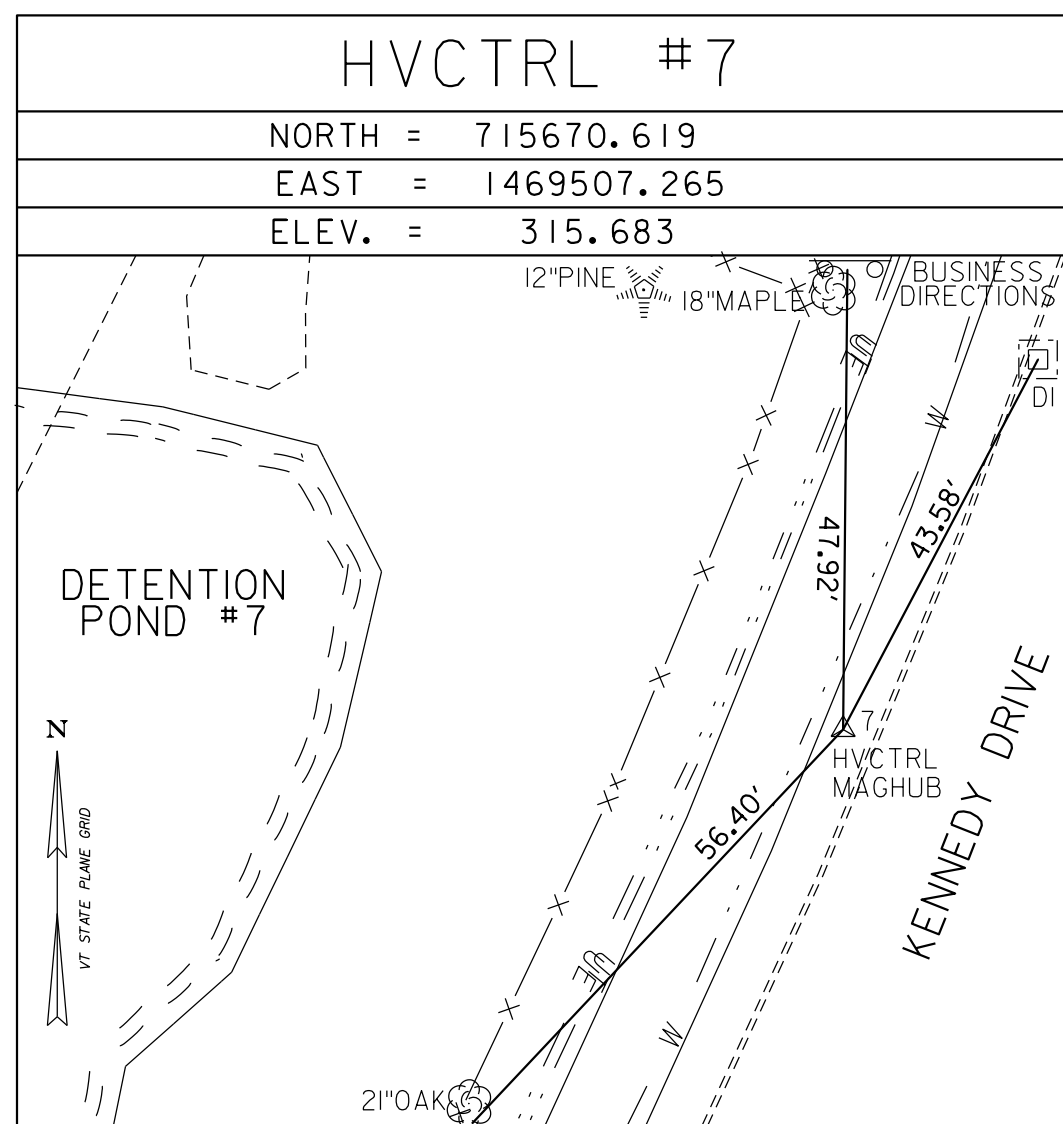 HVCTRL #7
NORTH = 715670.619
EAST = 1469507.265
ELEV. = 315.683
12"PINE
18"MAPLE
BUSINESS
DIRECTIONS
UE
DI
W
47.92'
43.58'
DETENTION
POND #7
7
HVCTRL
MAGHUB
KENNEDY DRIVE
N
VT STATE PLANE GRID
56.40'
UE
W
21"OAK